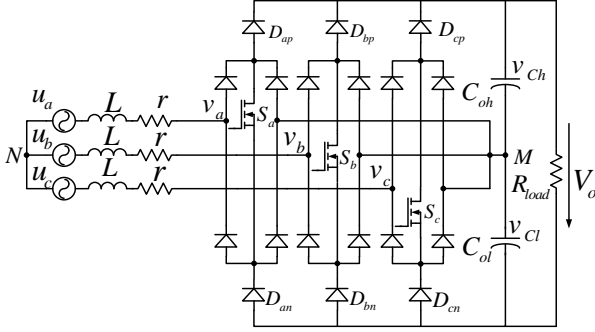 D_ap D_bp D_cp
v_Ch
C_oh
u_a L r v_a S_a
u_b L r v_b S_b
N M
u_c L r v_c S_c
R_load V_o
v_Cl
C_ol
D_an D_bn D_cn